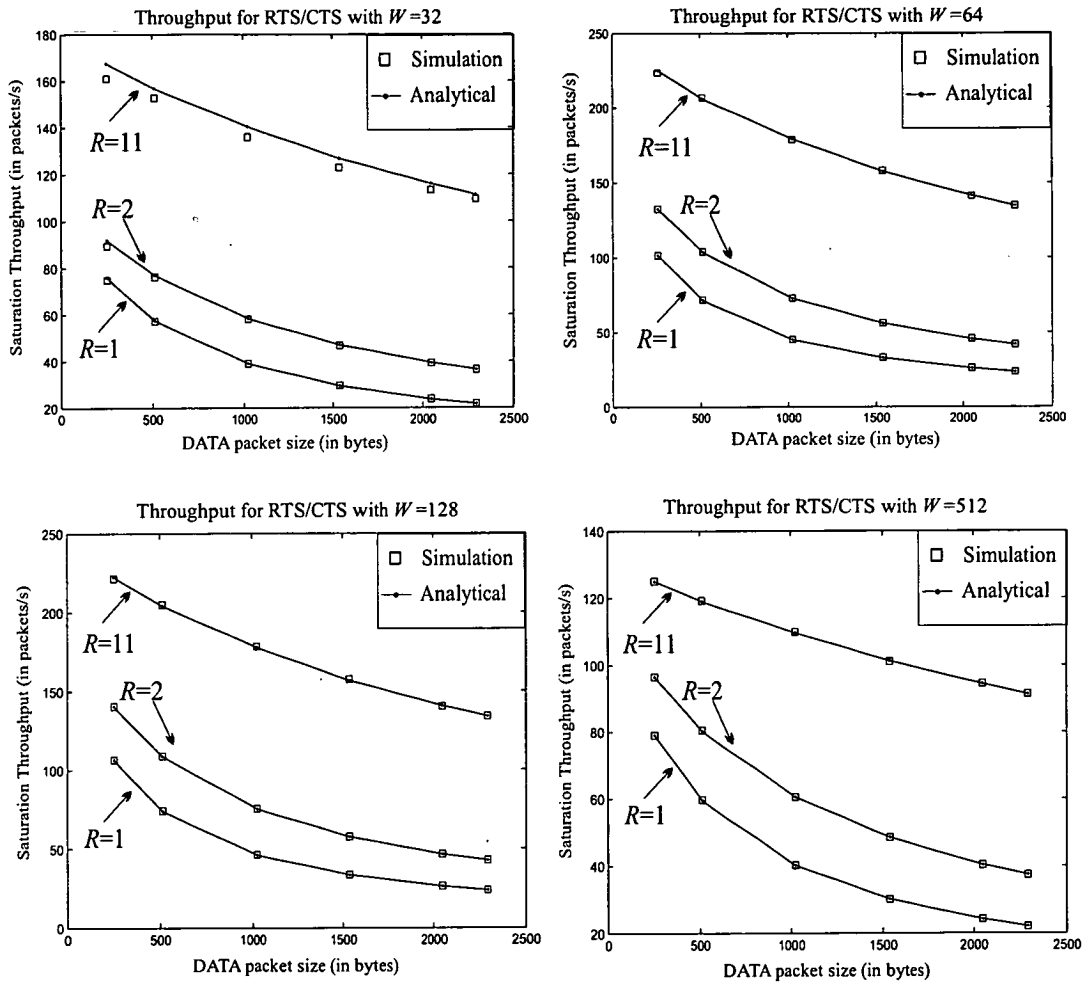 Throughput for RTS/CTS with W=32
180
160
140
120
100
80
60
40
20
0
500
1000
1500
2000
2500
Saturation Throughput (in packets/s)
DATA packet size (in bytes)
Simulation
Analytical
R=11
R=2
R=1
Throughput for RTS/CTS with W=64
250
200
150
100
50
0
0
500
1000
1500
2000
2500
Saturation Throughput (in packets/s)
DATA packet size (in bytes)
Simulation
Analytical
R=11
R=2
R=1
Throughput for RTS/CTS with W=128
250
200
150
100
50
0
0
500
1000
1500
2000
2500
Saturation Throughput (in packets/s)
DATA packet size (in bytes)
Simulation
Analytical
R=11
R=2
R=1
Throughput for RTS/CTS with W=512
140
120
100
80
60
40
20
0
500
1000
1500
2000
2500
Saturation Throughput (in packets/s)
DATA packet size (in bytes)
Simulation
Analytical
R=11
R=2
R=1